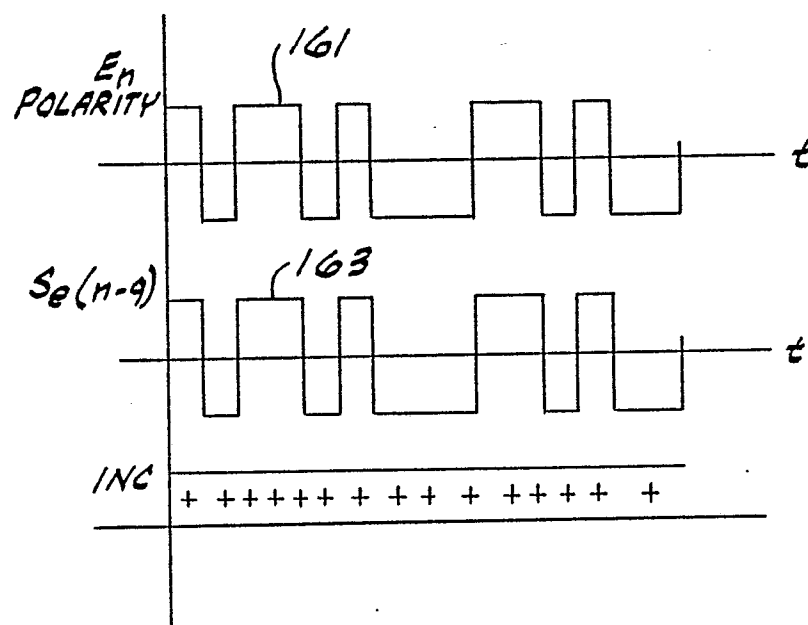 161
En
POLARITY
t
163
Se(n-q)
t
INC
+ + + + + + + + + + + + + + +